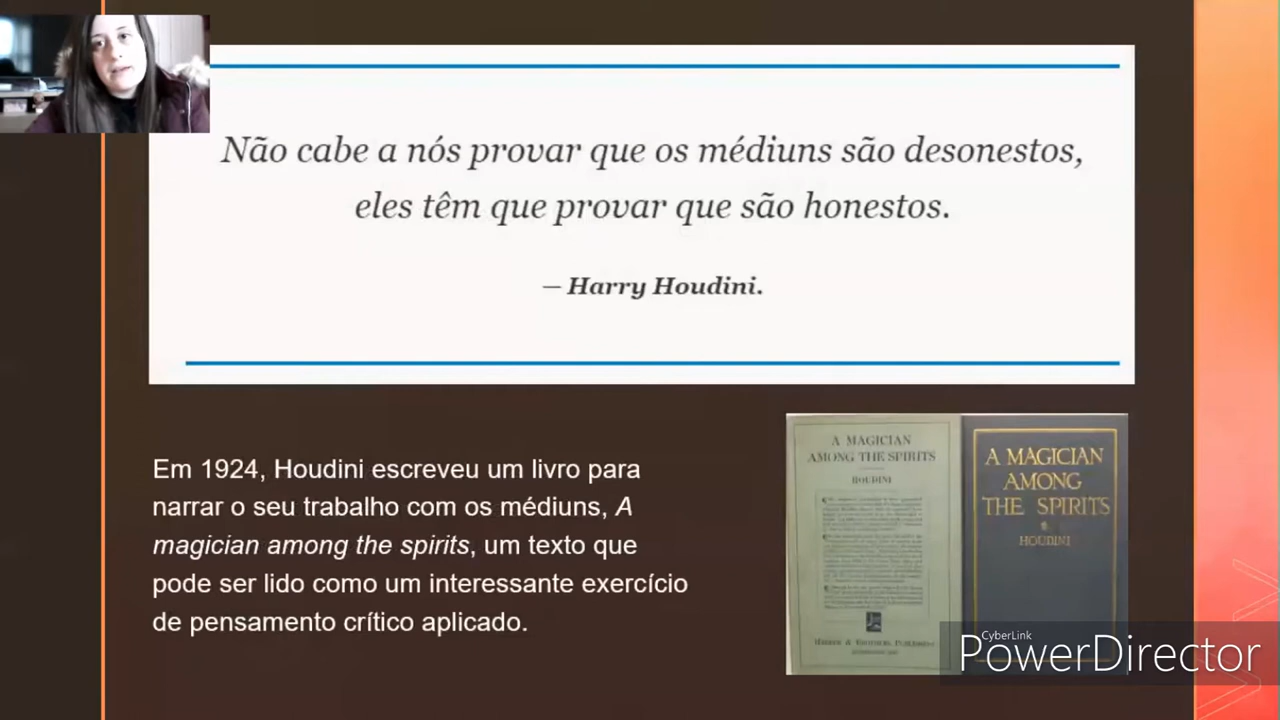 Não cabe a nós provar que os médiuns são desonestos,
eles têm que provar que são honestos.
— Harry Houdini.
Em 1924, Houdini escreveu um livro para
narrar o seu trabalho com os médiuns, A
magician among the spirits, um texto que
pode ser lido como um interessante exercício
de pensamento crítico aplicado.
A MAGICIAN
AMONG THE SPIRITS
HOUDINI
HARPER & BROTHERS PUBLISHERS
A MAGICIAN
AMONG
THE SPIRITS
HOUDINI
CyberLink
PowerDirector